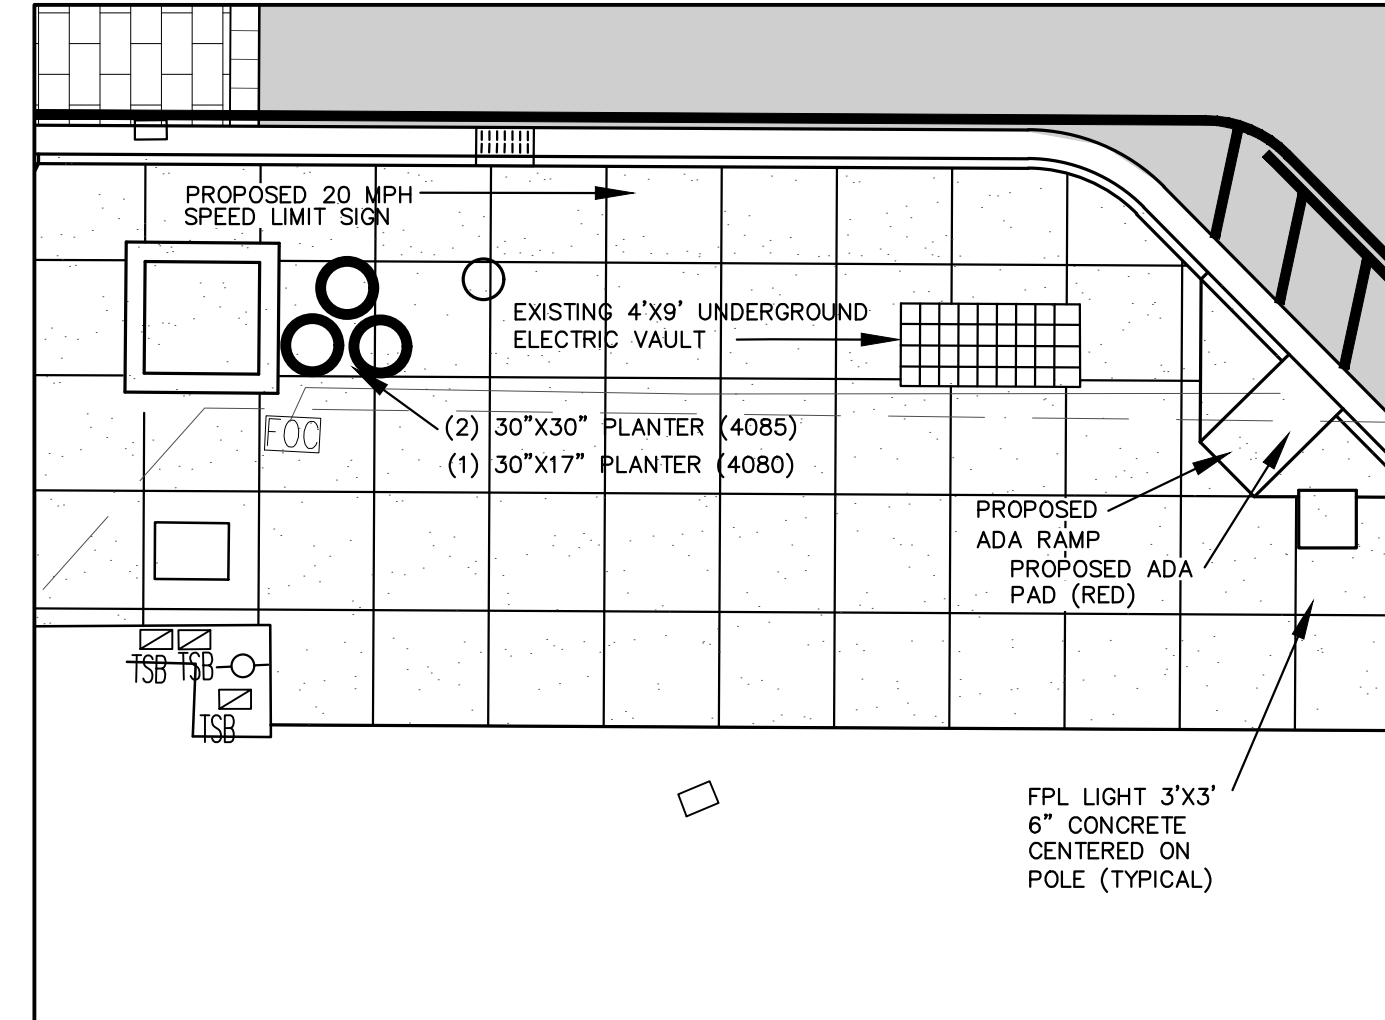 PROPOSED 20 MPH
SPEED LIMIT SIGN
EXISTING 4'X9' UNDERGROUND
ELECTRIC VAULT
FOC
(2) 30"X30" PLANTER (4085)
(1) 30"X17" PLANTER (4080)
PROPOSED
ADA RAMP
PROPOSED ADA
PAD (RED)
TSB TSB
TSB
FPL LIGHT 3'X3'
6" CONCRETE
CENTERED ON
POLE (TYPICAL)